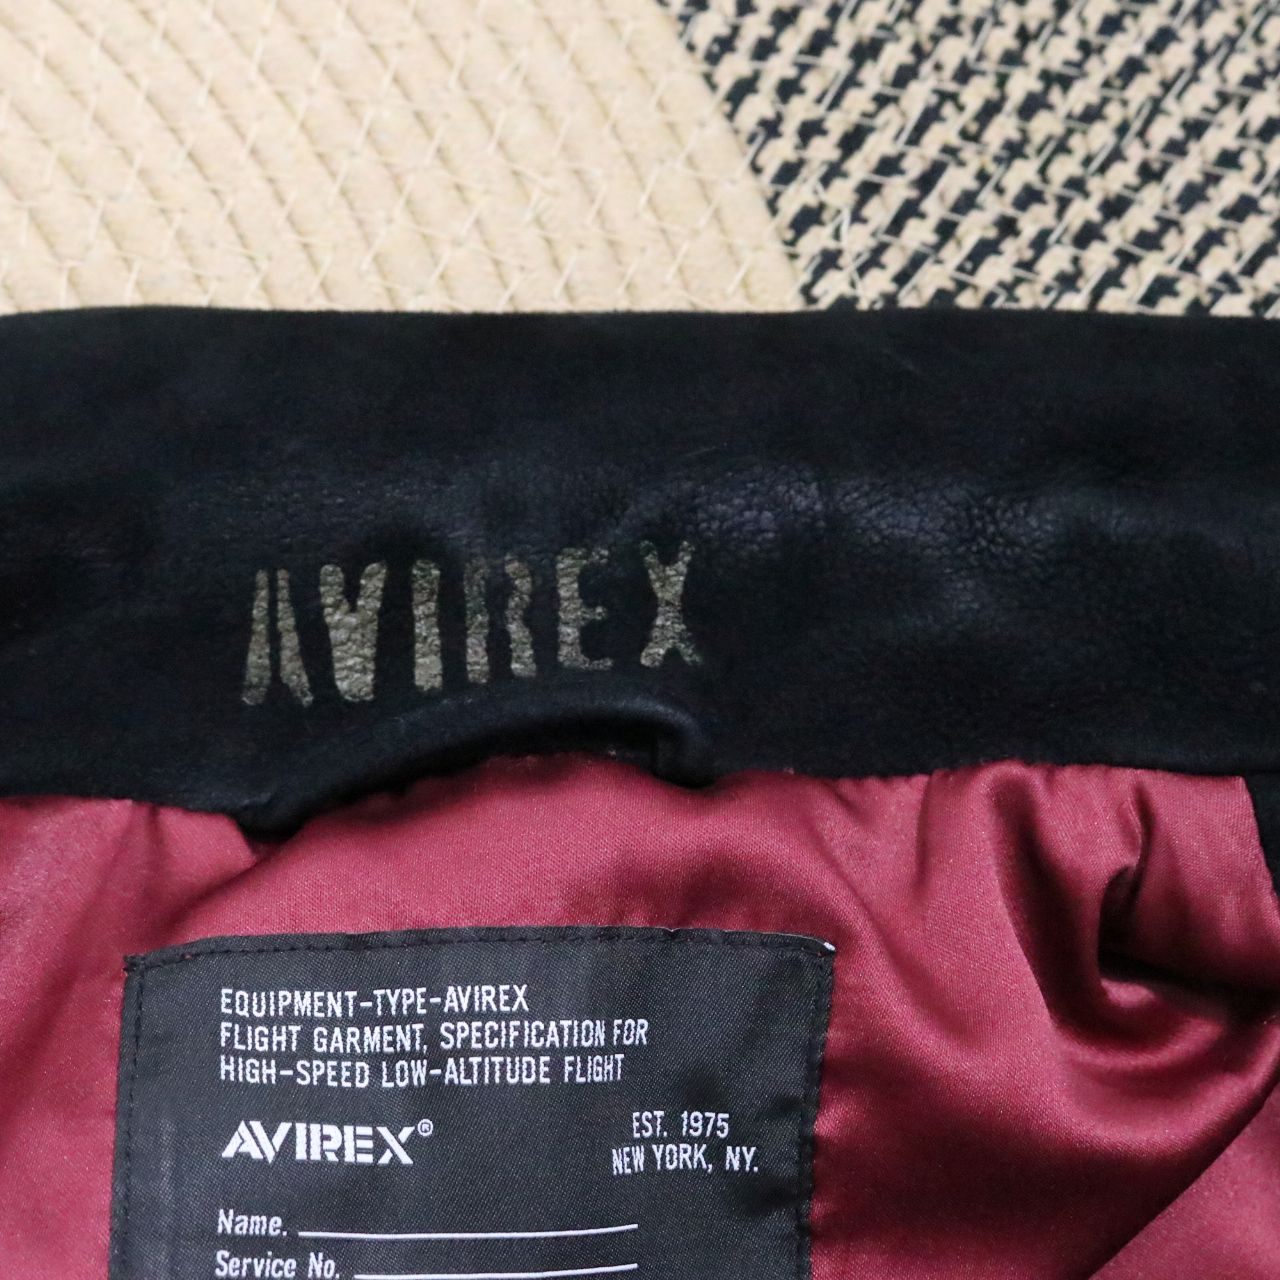 AVIREX
EQUIPMENT-TYPE-AVIREX
FLIGHT GARMENT, SPECIFICATION FOR
HIGH-SPEED LOW-ALTITUDE FLIGHT
AVIREX®
EST. 1975
NEW YORK, NY.
Name.
Service No.